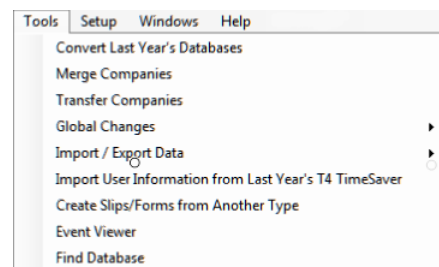 Tools Setup Windows Help
Convert Last Year's Databases
Merge Companies
Transfer Companies
Global Changes
Import / Export Data
Import User Information from Last Year's T4 TimeSaver
Create Slips/Forms from Another Type
Event Viewer
Find Database